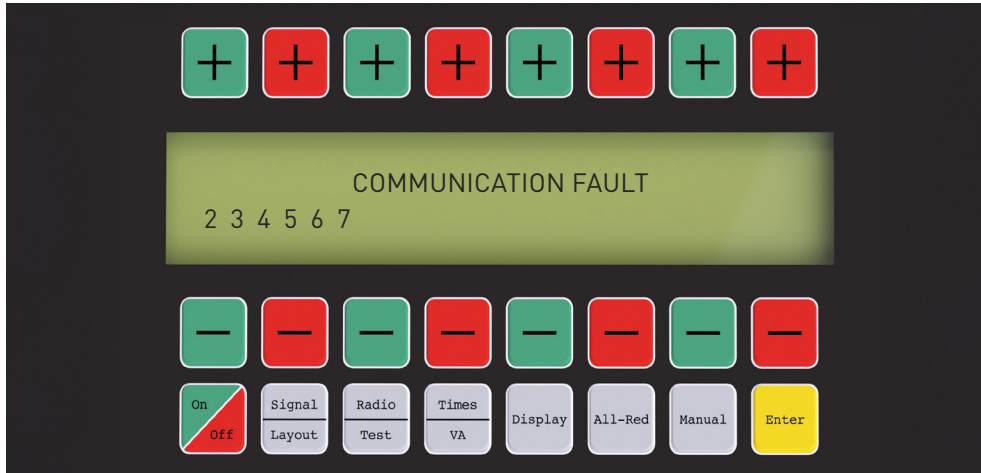 + + + + + + + +
COMMUNICATION FAULT
2 3 4 5 6 7
− − − − − − − −
On Signal Radio Times Display All-Red Manual Enter
Off Layout Test VA